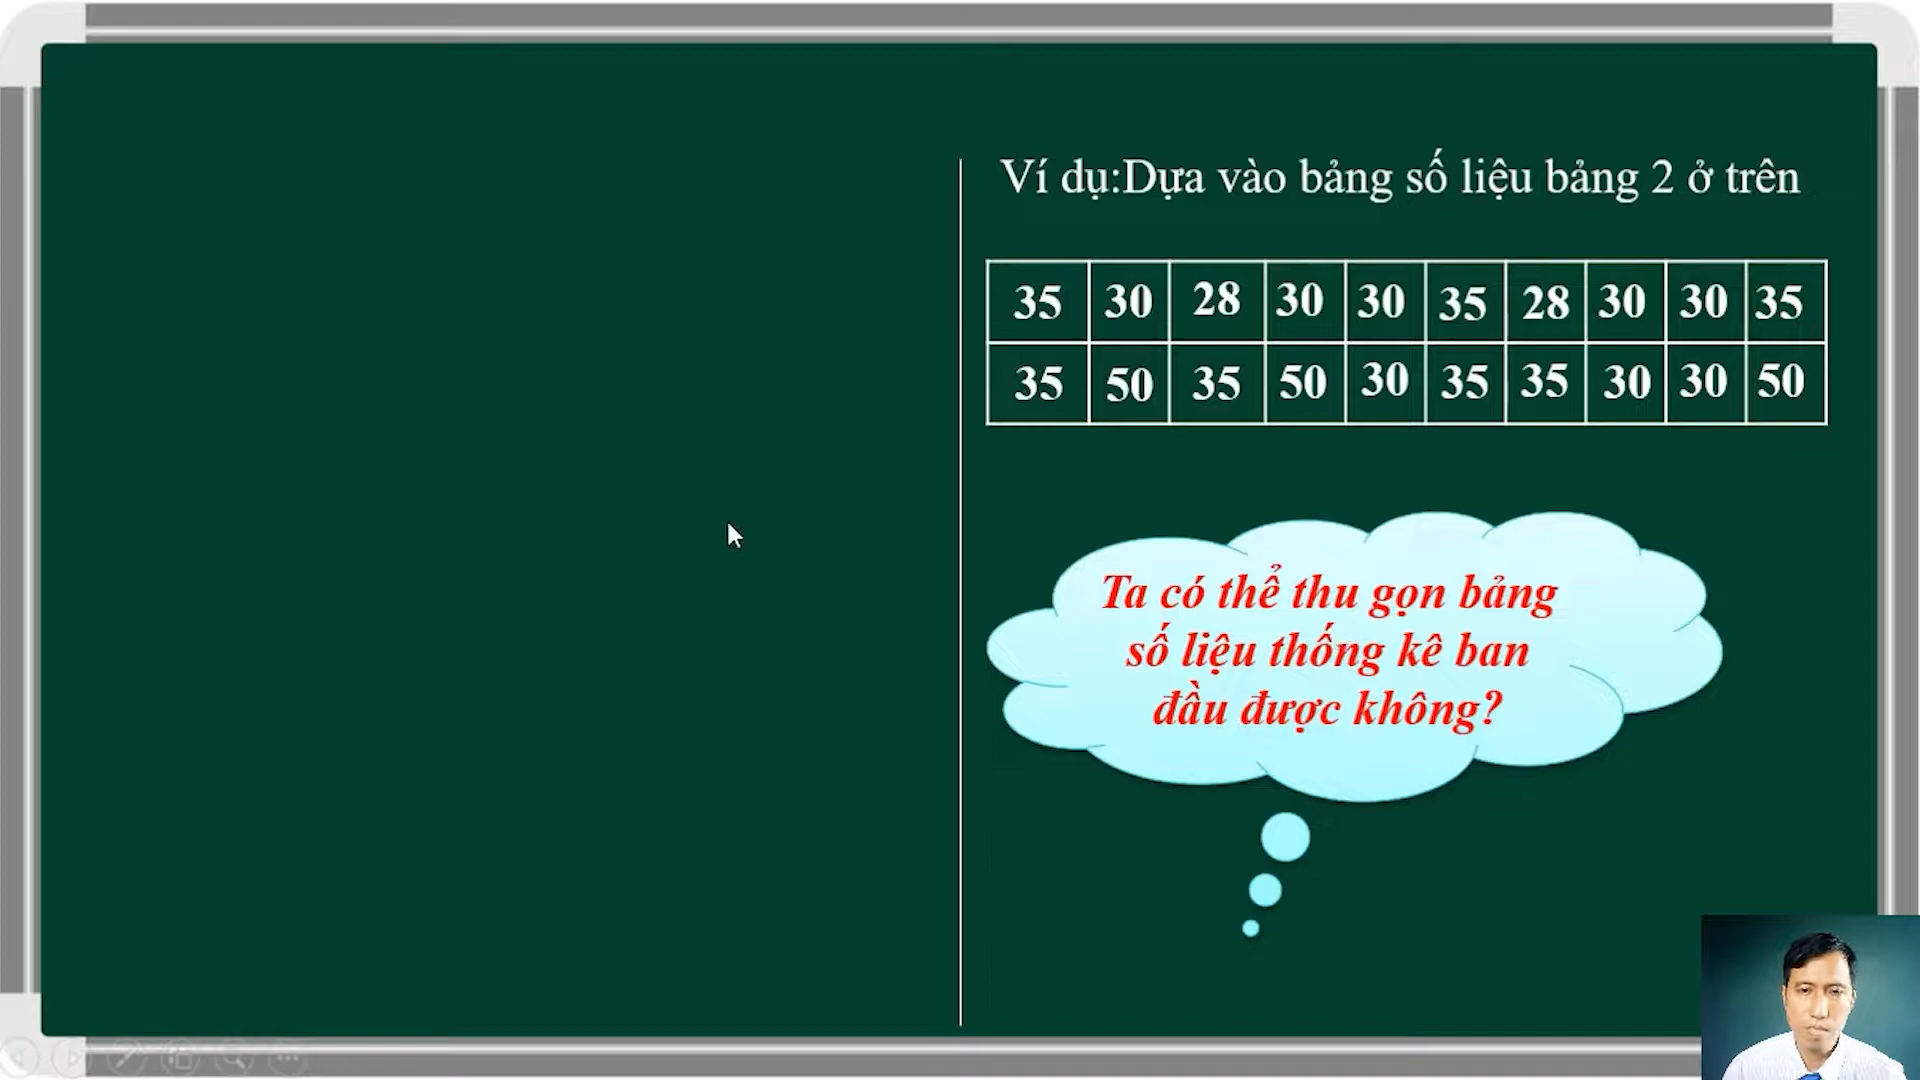 Ví dụ:Dựa vào bảng số liệu bảng 2 ở trên
35 30 28 30 30 35 28 30 30 35
35 50 35 50 30 35 35 30 30 50
Ta có thể thu gọn bảng
số liệu thống kê ban
đầu được không?